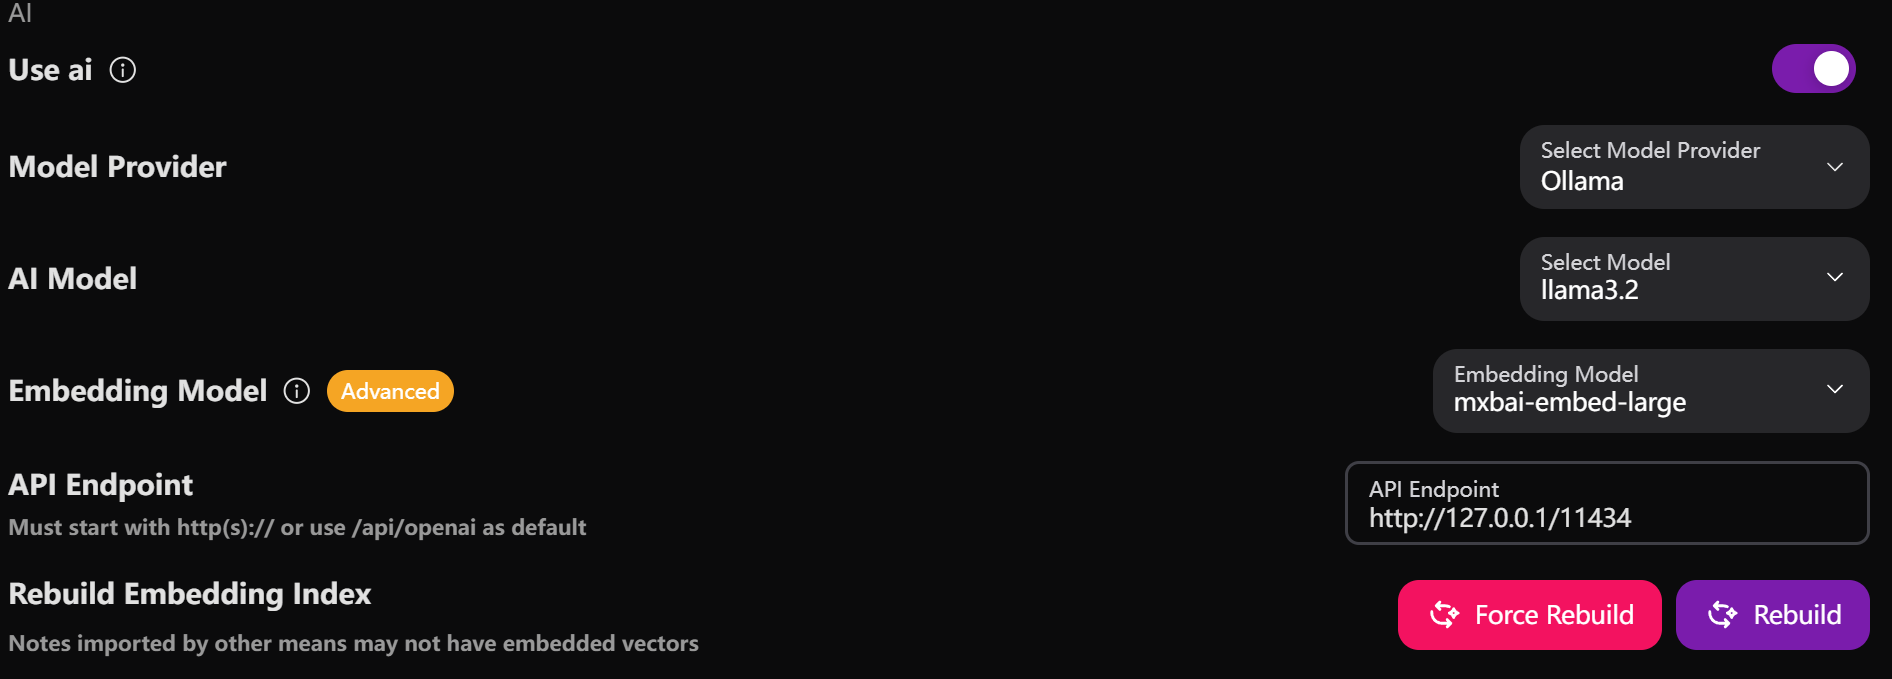 AI
Use ai
Model Provider
Select Model Provider
Ollama
AI Model
Select Model
llama3.2
Embedding Model
Advanced
Embedding Model
mxbai-embed-large
API Endpoint
Must start with http(s):// or use /api/openai as default
API Endpoint
http://127.0.0.1/11434
Rebuild Embedding Index
Notes imported by other means may not have embedded vectors
Force Rebuild
Rebuild